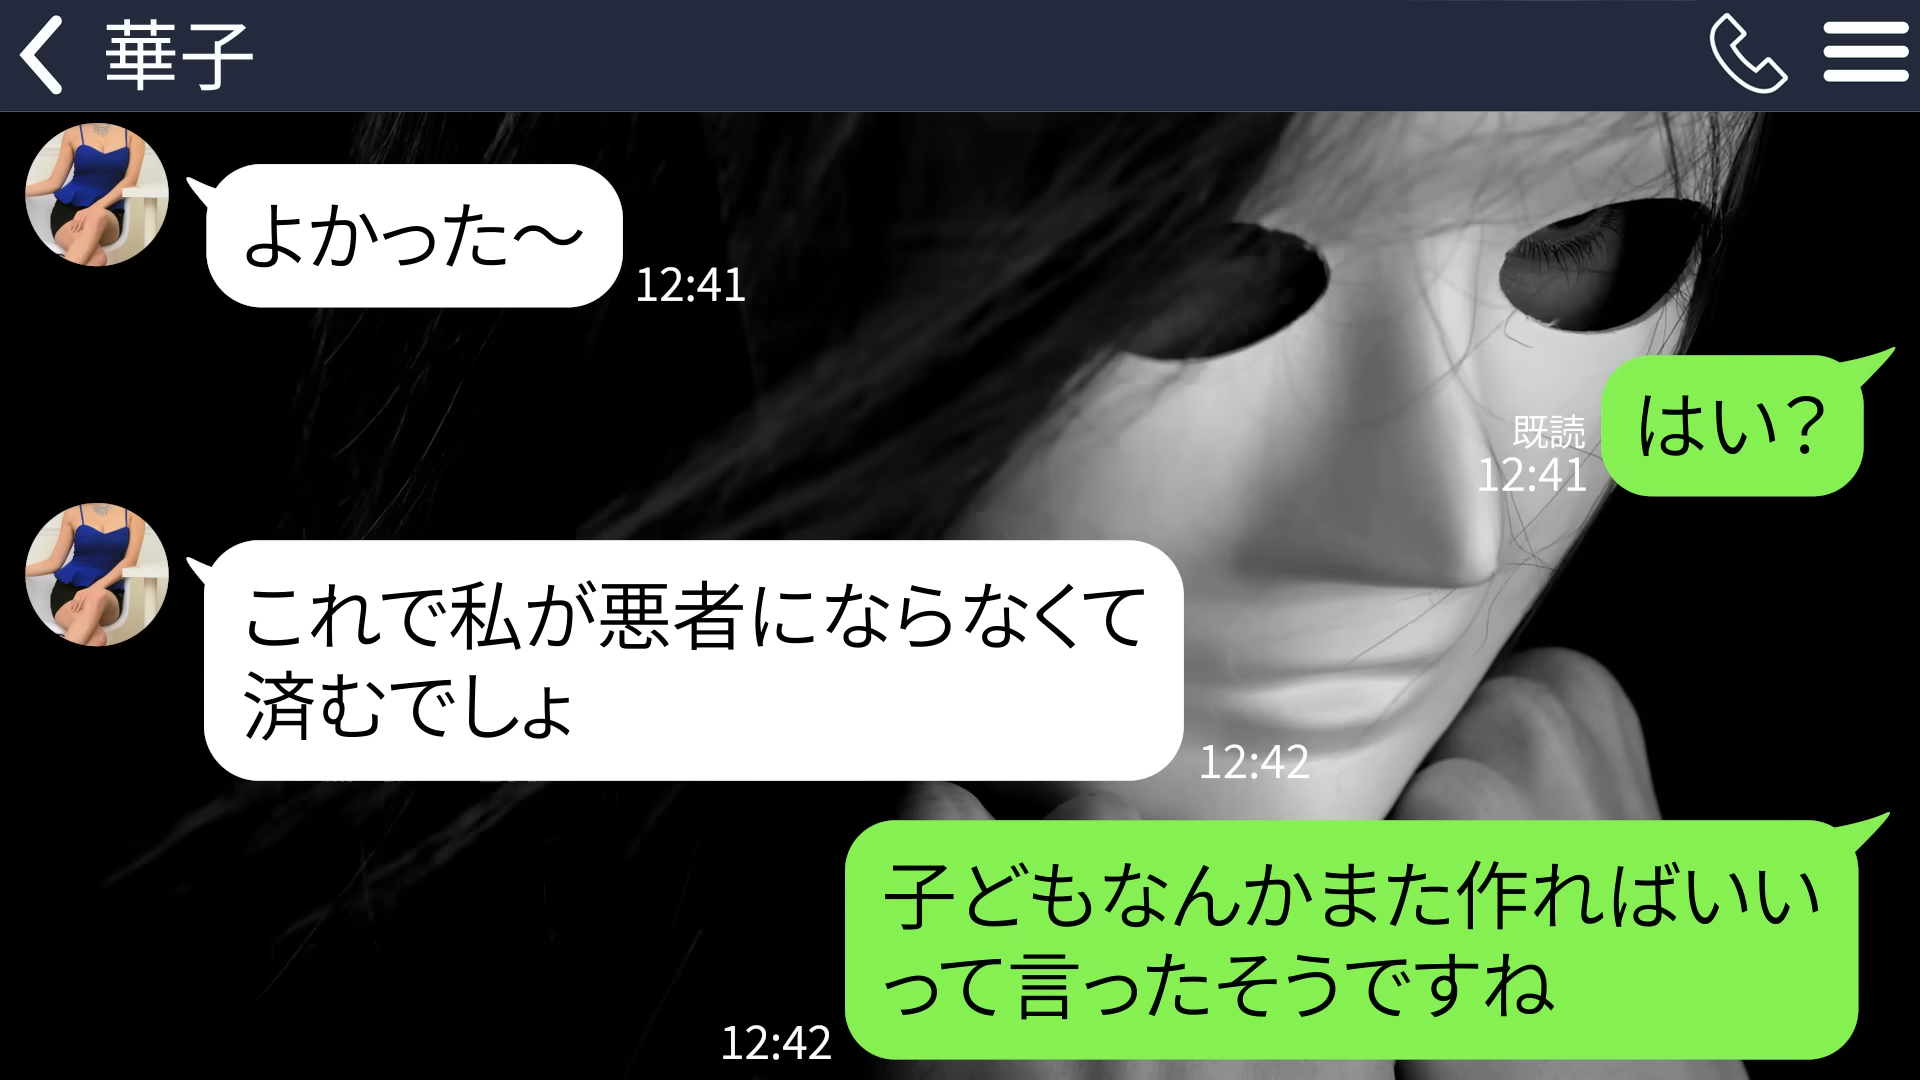 華子
よかった〜
12:41
はい？
既読
12:41
これで私が悪者にならなくて
済むでしょ
12:42
子どもなんかまた作ればいい
って言ったそうですね
12:42